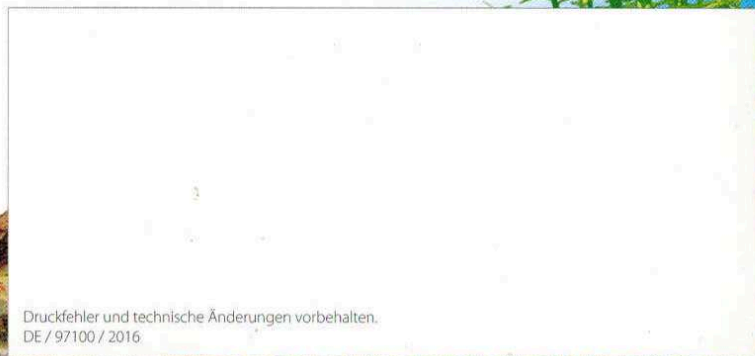 Druckfehler und technische Änderungen vorbehalten.
DE / 97100 / 2016